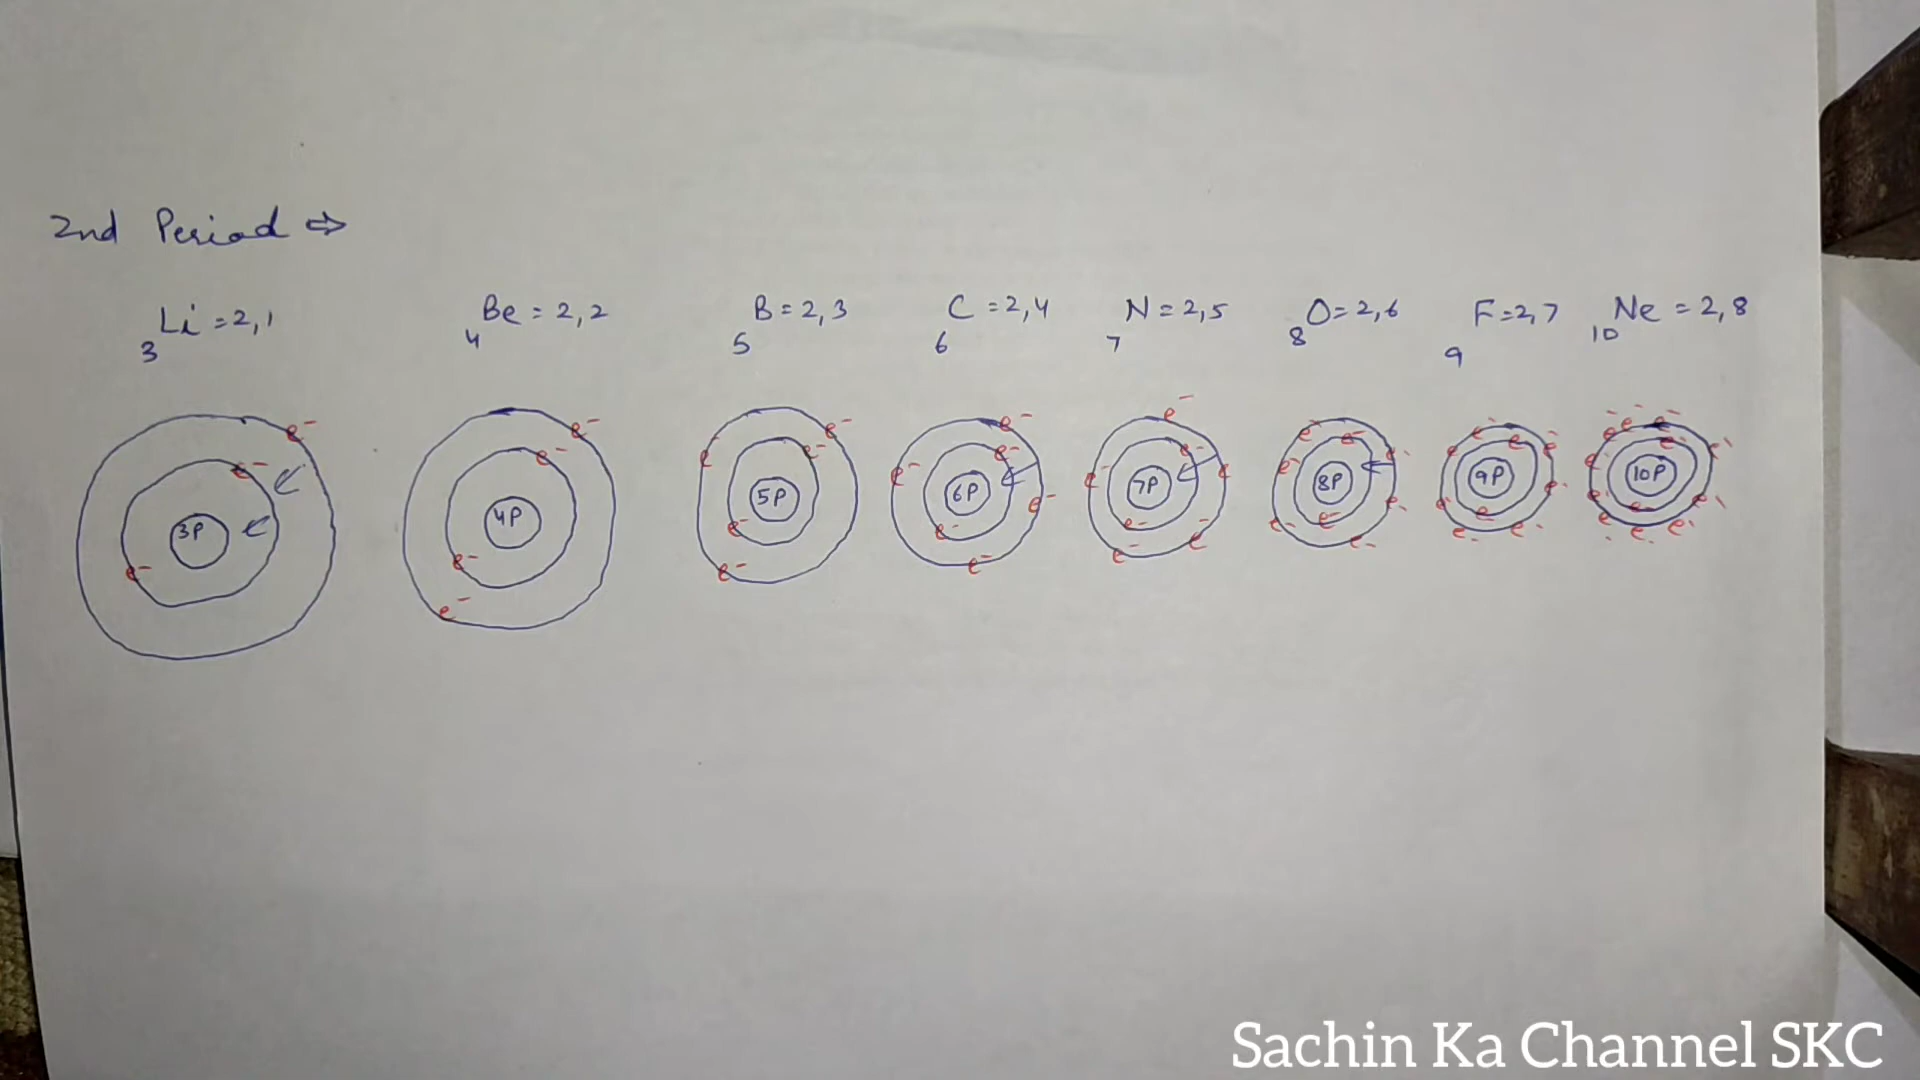 2nd Period ⇨
Li = 2,1 Be = 2,2 B = 2,3 C = 2,4 N = 2,5 O = 2,6 F = 2,7 Ne = 2,8
3 4 5 6 7 8 9 10
e⁻ e⁻ e⁻ e e⁻ e⁻ e⁻ e⁻ e⁻ e⁻ e⁻ e⁻ e⁻ e⁻ e⁻ e⁻ e⁻ e⁻ e⁻ e⁻ e⁻
3P 4P 5P 6P 7P 8P 9P 10P
e⁻ e⁻ e⁻ e⁻ e⁻ e⁻ e⁻ e⁻ e⁻ e⁻ e⁻ e⁻ e⁻ e⁻ e⁻ e⁻ e⁻ e⁻
Sachin Ka Channel SKC